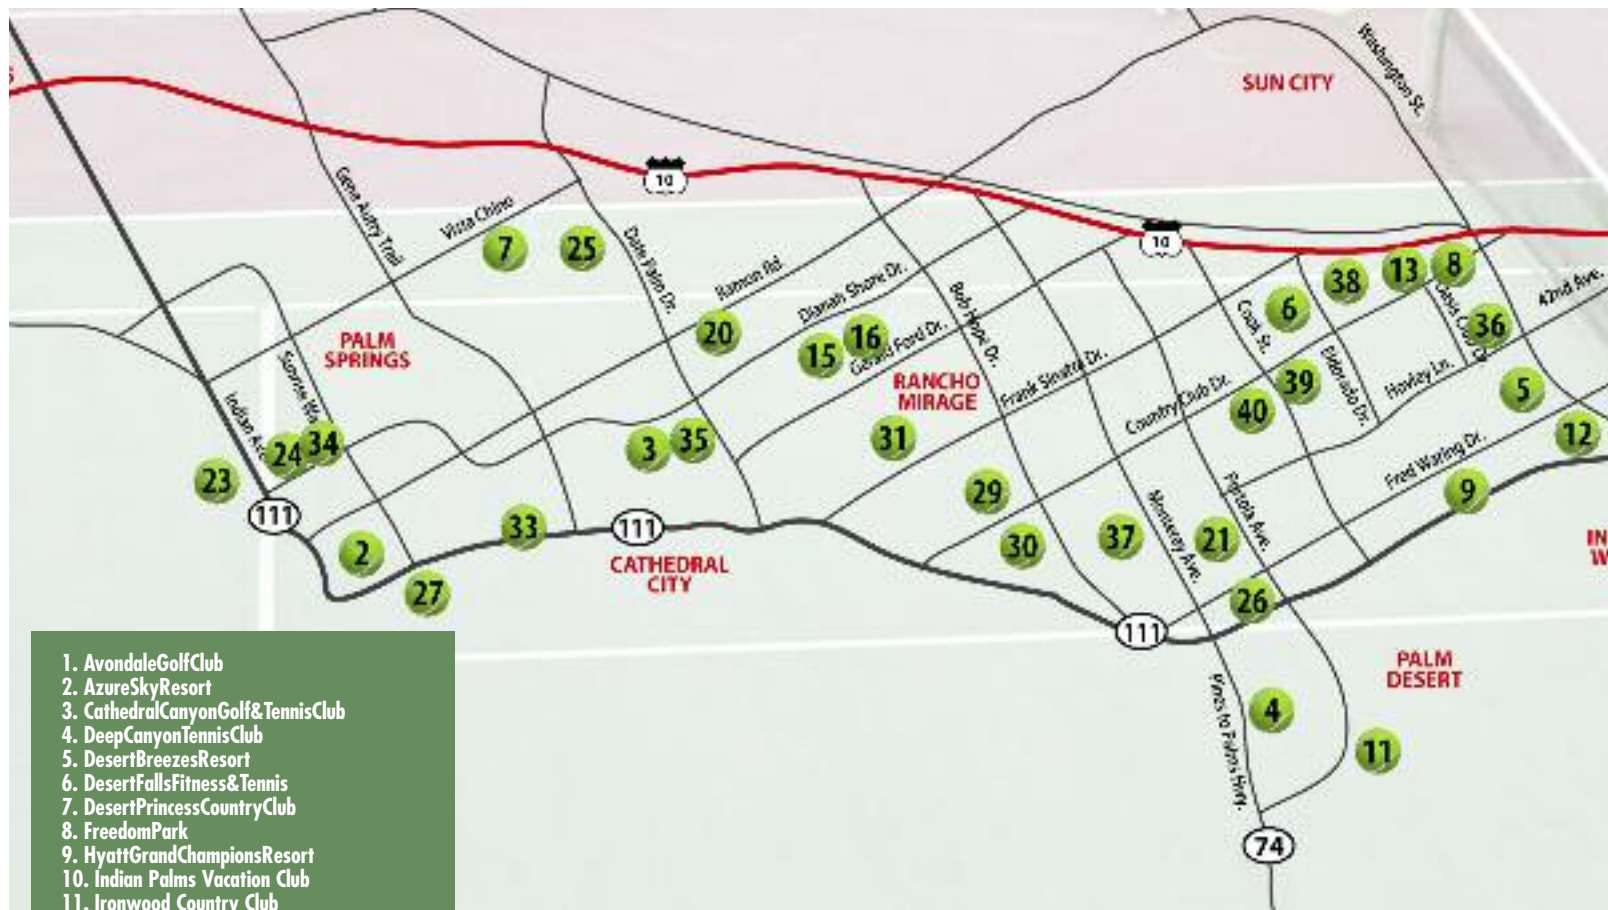 S
Washington St.
SUN CITY
10
Gene Autry Trail
Vista Chino
7
25
Date Palm Dr.
10
Ramon Rd.
Dianah Shore Dr.
38
13
8
42nd Ave.
Bob Hope Dr.
6
Cook St.
36
20
15
16
Gerald Ford Dr.
PALM
SPRINGS
Frank Sinatra Dr.
Eldorado Dr.
Hovley Ln.
RANCHO
MIRAGE
Country Club Dr.
39
5
40
Indian Ave.
24
34
3
35
31
12
Fred Waring Dr.
23
29
9
Monterey Ave.
Portola Ave.
111
33
111
2
30
37
21
CATHEDRAL
CITY
IN
W
27
26
111
PALM
DESERT
Pines to Palms Hwy.
4
11
74
1. AvondaleGolfClub
2. AzureSkyResort
3. CathedralCanyonGolf&TennisClub
4. DeepCanyonTennisClub
5. DesertBreezesResort
6. DesertFallsFitness&Tennis
7. DesertPrincessCountryClub
8. FreedomPark
9. HyattGrandChampionsResort
10. Indian Palms Vacation Club
11. Ironwood Country Club